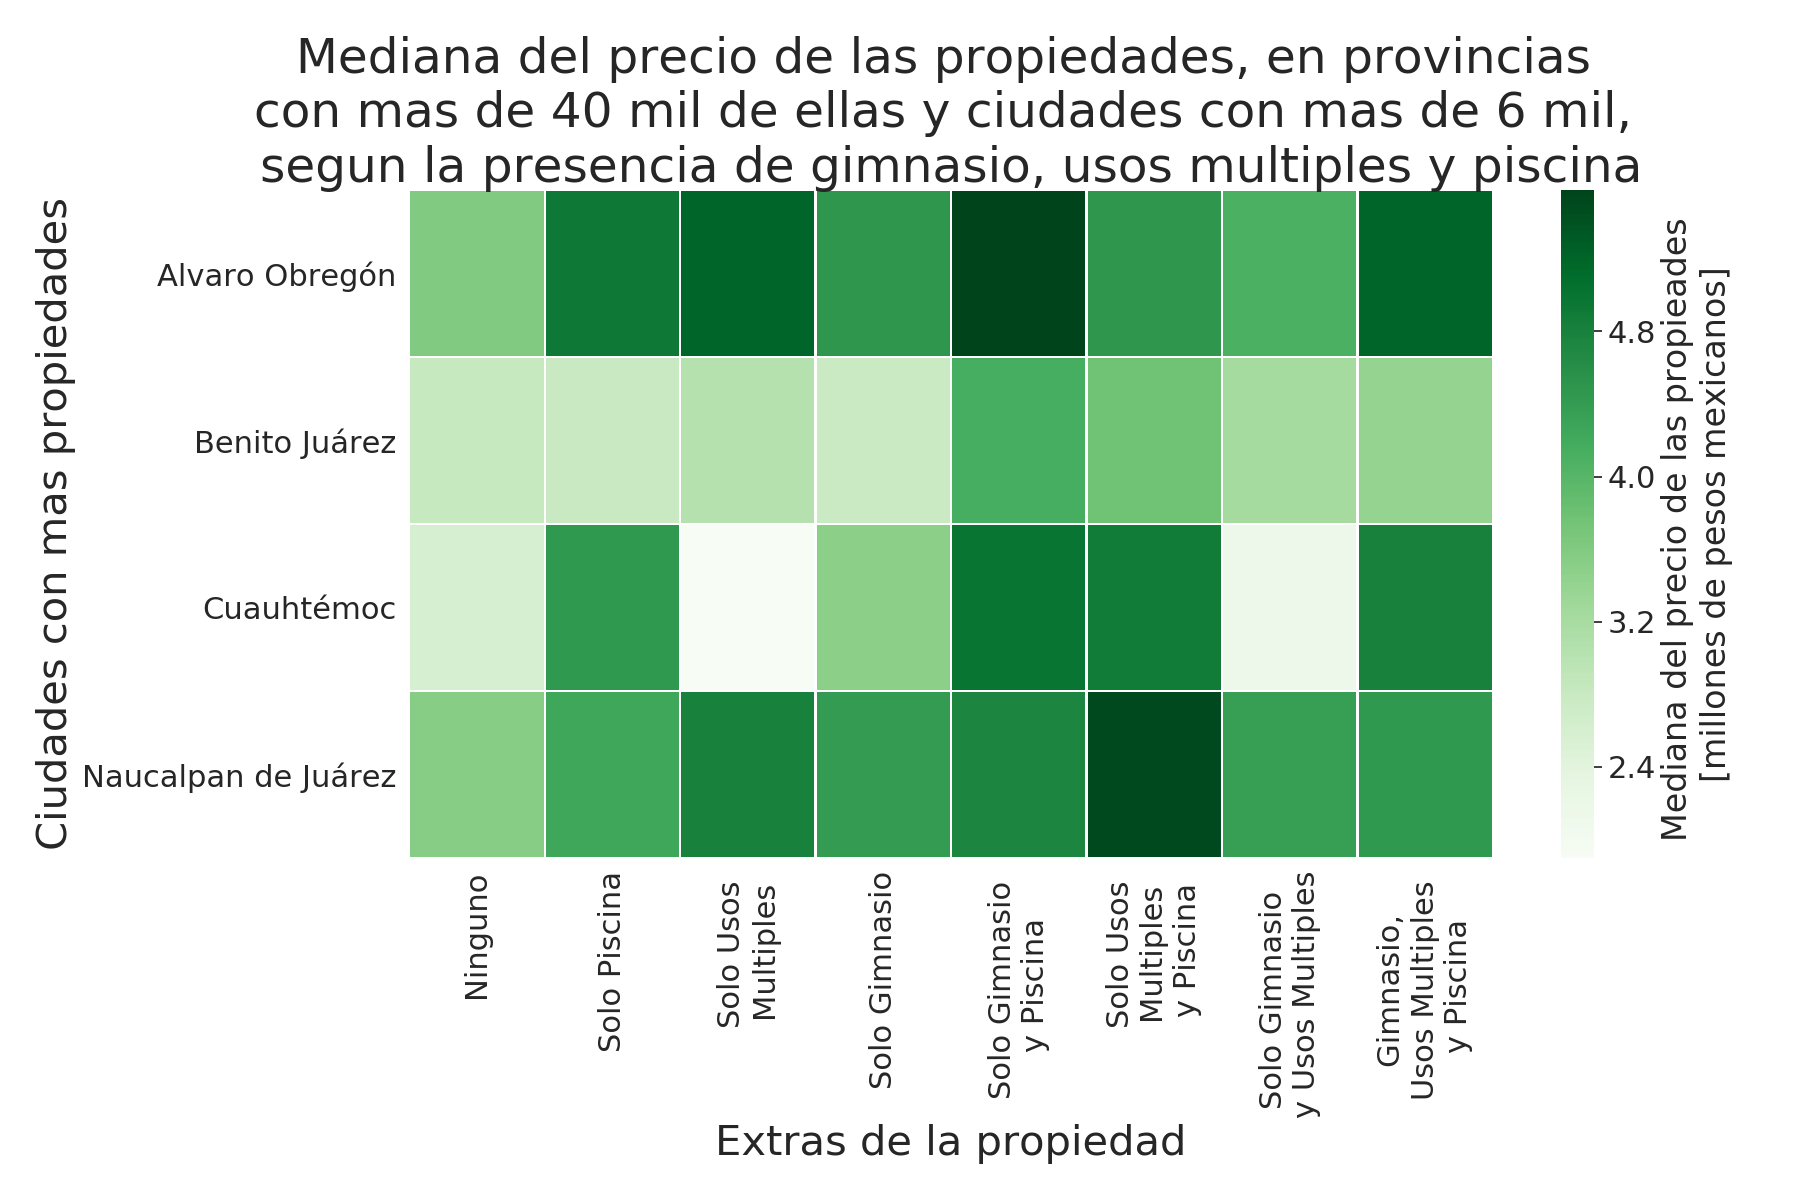 Mediana del precio de las propiedades, en provincias
con mas de 40 mil de ellas y ciudades con mas de 6 mil,
segun la presencia de gimnasio, usos multiples y piscina
Ciudades con mas propiedades
Alvaro Obregón
Benito Juárez
Cuauhtémoc
Naucalpan de Juárez
Ninguno
Solo Piscina
Solo Usos
Multiples
Solo Gimnasio
Solo Gimnasio
y Piscina
Solo Usos
Multiples
y Piscina
Solo Gimnasio
y Usos Multiples
Gimnasio,
Usos Multiples
y Piscina
Extras de la propiedad
4.8
4.0
3.2
2.4
Mediana del precio de las propieades
[millones de pesos mexicanos]